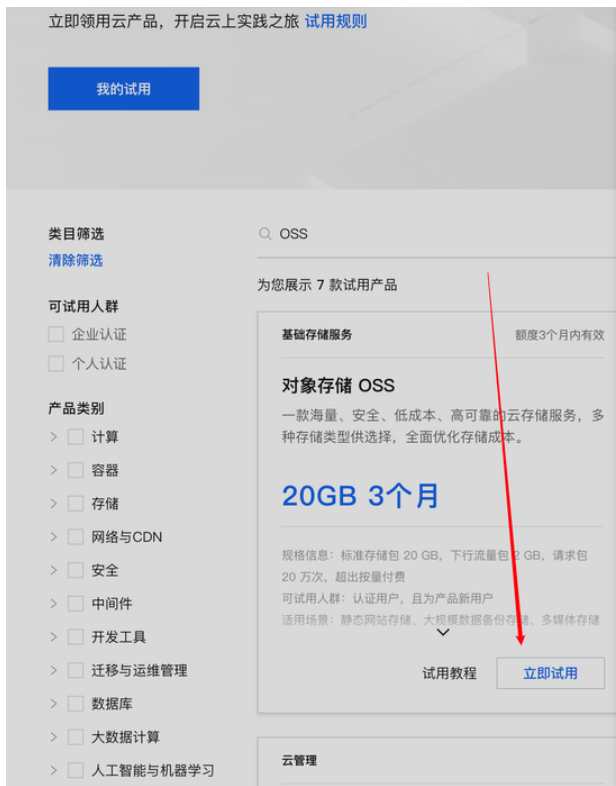 立即领用云产品，开启云上实践之旅 试用规则
我的试用
类目筛选
清除筛选
可试用人群
企业认证
个人认证
产品类别
计算
容器
存储
网络与CDN
安全
中间件
开发工具
迁移与运维管理
数据库
大数据计算
人工智能与机器学习
OSS
为您展示 7 款试用产品
基础存储服务 额度3个月内有效
对象存储 OSS
一款海量、安全、低成本、高可靠的云存储服务，多
种存储类型供选择，全面优化存储成本。
20GB 3个月
规格信息：标准存储包 20 GB，下行流量包 2 GB，请求包
20 万次，超出按量付费
可试用人群：认证用户，且为产品新用户
适用场景：静态网站存储、大规模数据备份存储、多媒体存储
试用教程 立即试用
云管理